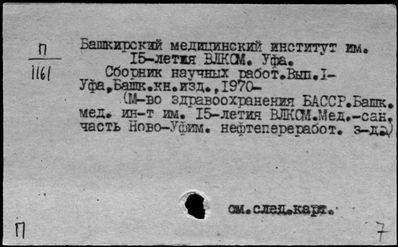 Башкирский медицинский институт им.
П
15-летия ВЛКСМ. Уфа.
1161
Сборник научных работ.Вып.I-
Уфа,Башк.кн.изд.,1970-
(М-во здравоохранения БАССР.Башк.
мед. ин-т им. 15-летия ВЛКСМ.Мед.-сан.
часть Ново-Уфим. нефтеперераб. з-да)
см.след.карт.
П
7